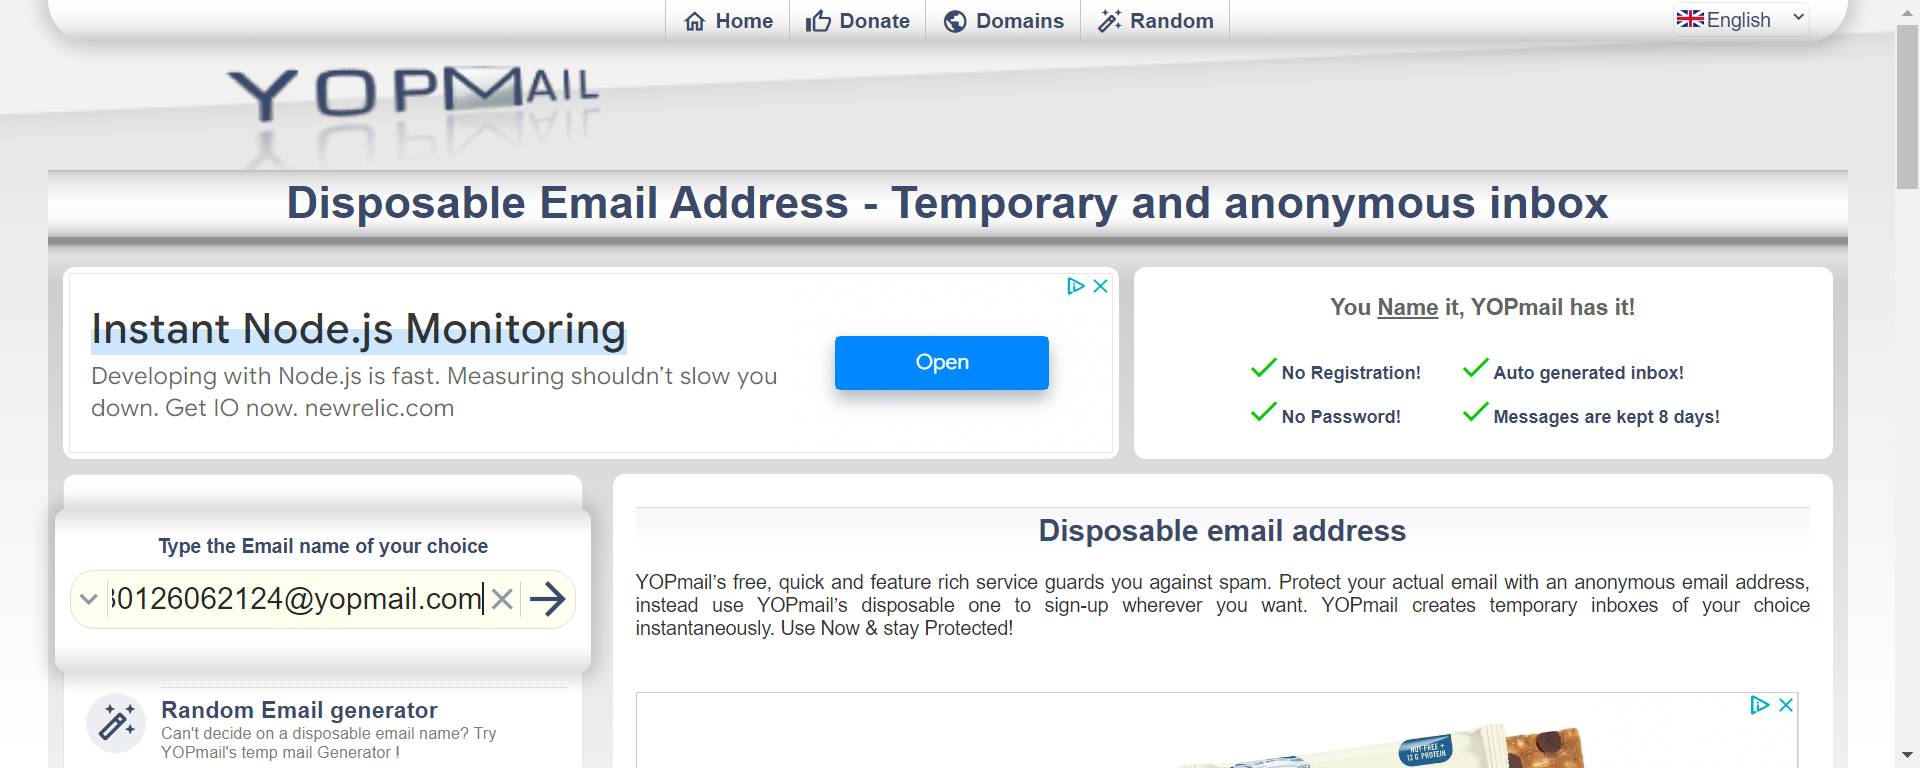 Home
Donate
Domains
Random
English
YOPMAIL
Disposable Email Address - Temporary and anonymous inbox
Instant Node.js Monitoring
Developing with Node.js is fast. Measuring shouldn't slow you
down. Get IO now. newrelic.com
Open
You Name it, YOPmail has it!
No Registration!
Auto generated inbox!
No Password!
Messages are kept 8 days!
Type the Email name of your choice
30126062124@yopmail.com
Random Email generator
Can't decide on a disposable email name? Try
YOPmail's temp mail Generator !
Disposable email address
YOPmail's free, quick and feature rich service guards you against spam. Protect your actual email with an anonymous email address,
instead use YOPmail's disposable one to sign-up wherever you want. YOPmail creates temporary inboxes of your choice
instantaneously. Use Now & stay Protected!
NUT-FREE +
12 G PROTEIN